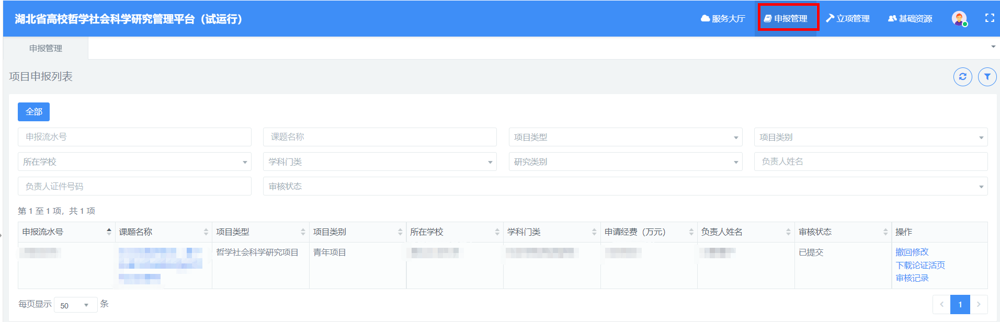 湖北省高校哲学社会科学研究管理平台（试运行） 服务大厅 申报管理 立项管理 基础资源
申报管理
项目申报列表
全部
申报流水号 课题名称 项目类型 项目类别
所在学校 学科门类 研究类别 负责人姓名
负责人证件号码 审核状态
第 1 至 1 项，共 1 项
申报流水号 课题名称 项目类型 项目类别 所在学校 学科门类 申请经费（万元） 负责人姓名 审核状态 操作
哲学社会科学研究项目 青年项目 已提交 撤回修改
下载论证活页
审核记录
每页显示 50 条 1